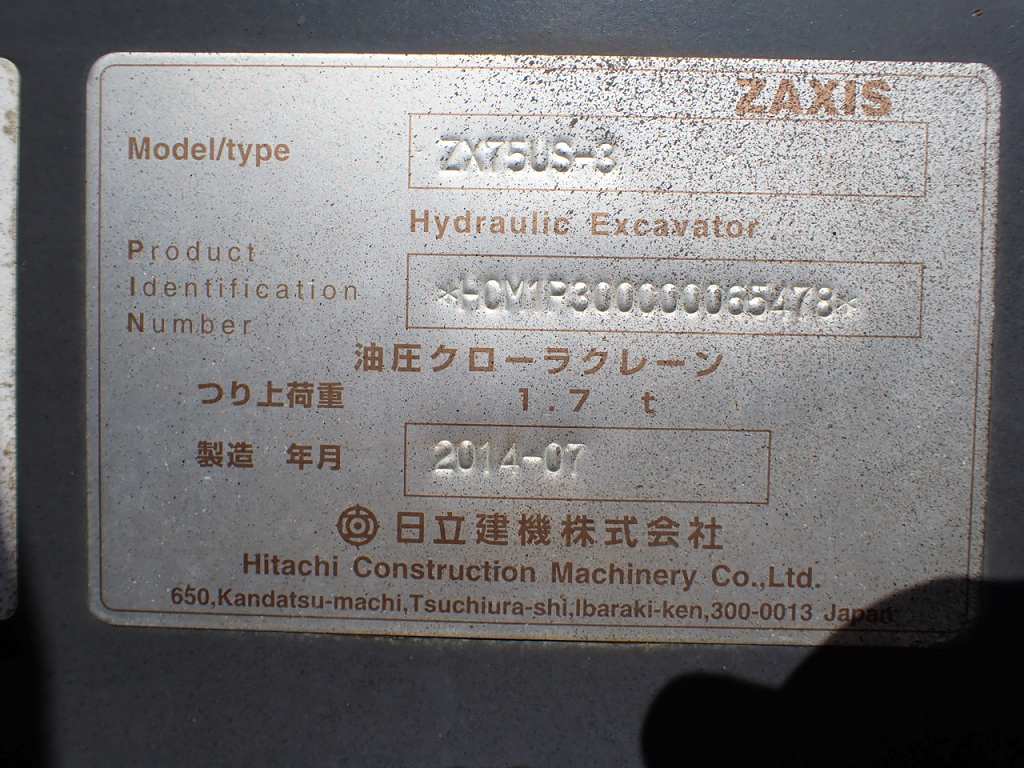 ZAXIS
Model/type ZX75US-3
Hydraulic Excavator
Product
Identification
Number
*HCM1P300C00065478*
油圧クローラクレーン
つり上荷重 1.7 t
製造 年月 2014-07
日立建機株式会社
Hitachi Construction Machinery Co.,Ltd.
650,Kandatsu-machi,Tsuchiura-shi,Ibaraki-ken,300-0013 Japan